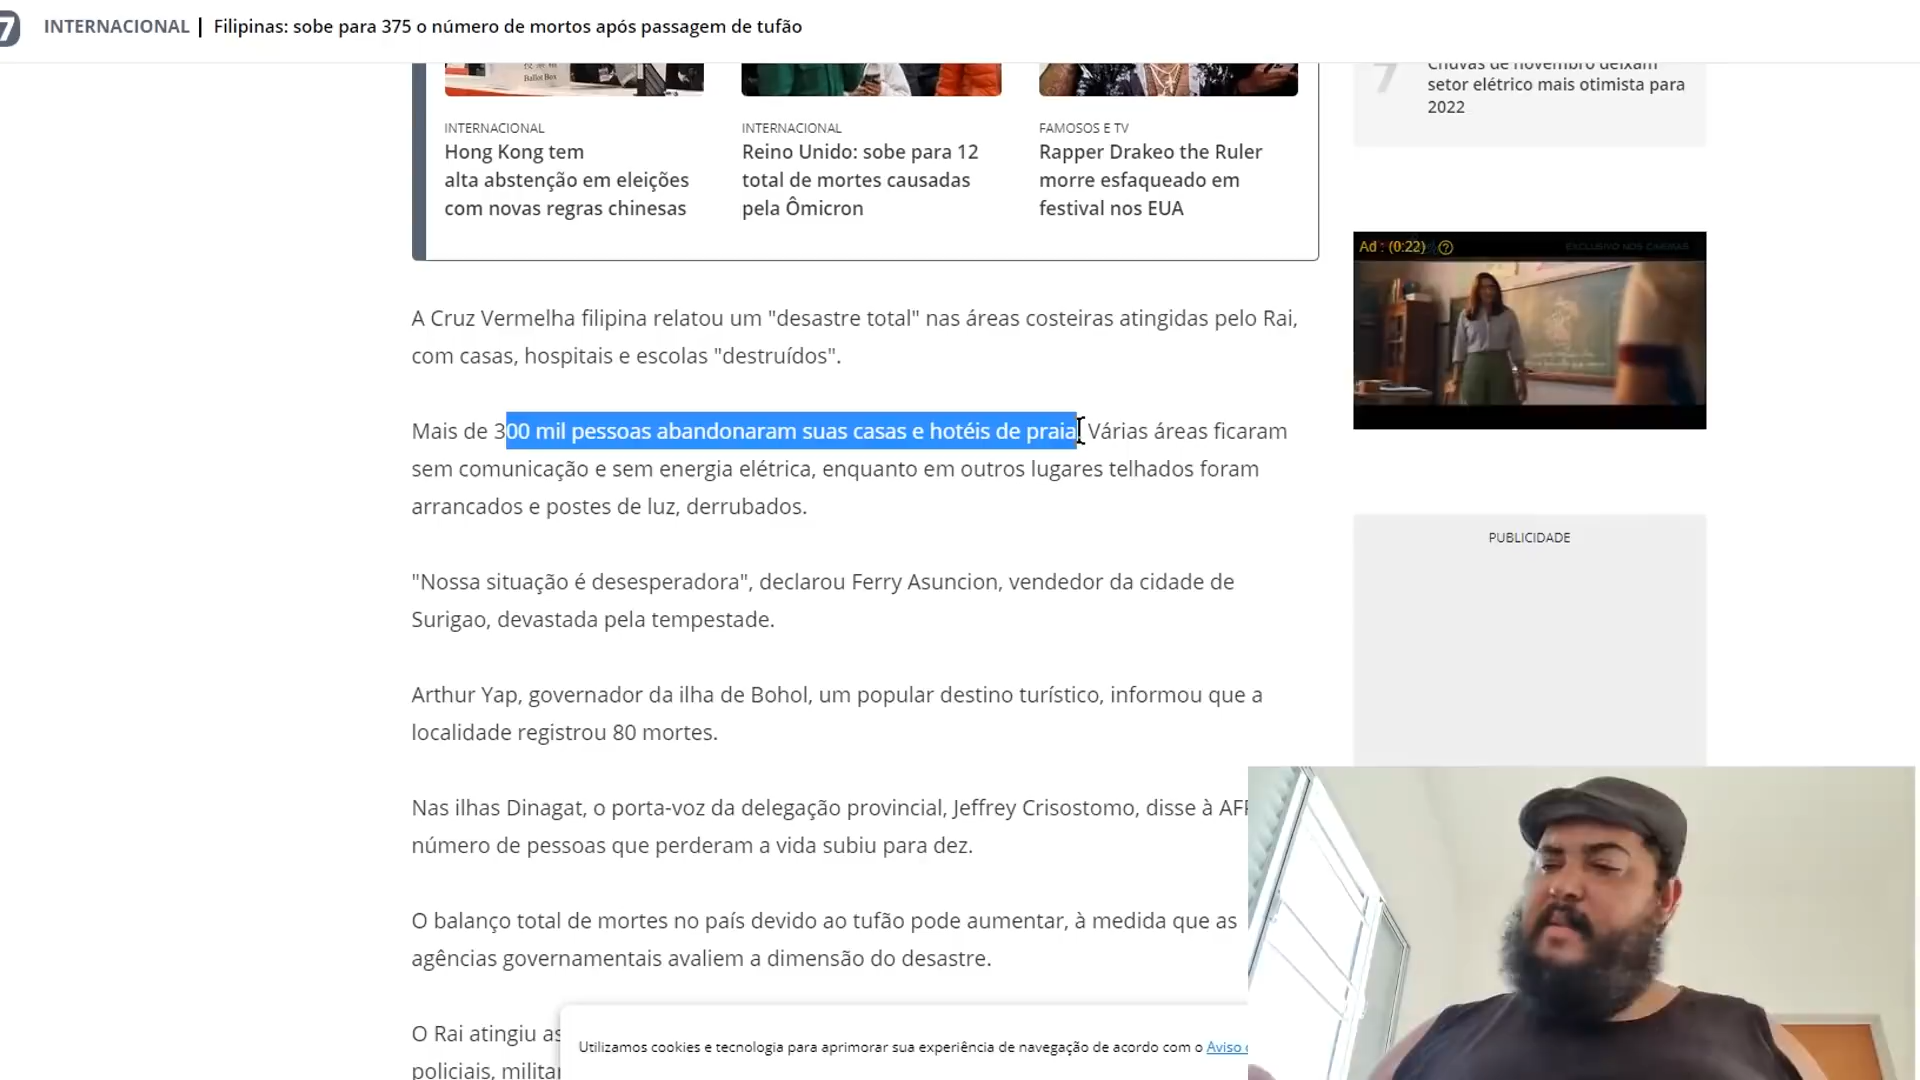 7 INTERNACIONAL | Filipinas: sobe para 375 o número de mortos após passagem de tufão
Ballot Box
INTERNACIONAL
Hong Kong tem
alta abstenção em eleições
com novas regras chinesas
INTERNACIONAL
Reino Unido: sobe para 12
total de mortes causadas
pela Ômicron
FAMOSOS E TV
Rapper Drakeo the Ruler
morre esfaqueado em
festival nos EUA
7
Chuvas de novembro deixam
setor elétrico mais otimista para
2022
Ad : (0:22)
EXCLUSIVO NOS CINEMAS
A Cruz Vermelha filipina relatou um "desastre total" nas áreas costeiras atingidas pelo Rai,
com casas, hospitais e escolas "destruídos".
Mais de 300 mil pessoas abandonaram suas casas e hotéis de praia. Várias áreas ficaram
sem comunicação e sem energia elétrica, enquanto em outros lugares telhados foram
arrancados e postes de luz, derrubados.
"Nossa situação é desesperadora", declarou Ferry Asuncion, vendedor da cidade de
Surigao, devastada pela tempestade.
Arthur Yap, governador da ilha de Bohol, um popular destino turístico, informou que a
localidade registrou 80 mortes.
Nas ilhas Dinagat, o porta-voz da delegação provincial, Jeffrey Crisostomo, disse à AF
número de pessoas que perderam a vida subiu para dez.
O balanço total de mortes no país devido ao tufão pode aumentar, à medida que as
agências governamentais avaliem a dimensão do desastre.
O Rai atingiu as
policiais, milita
PUBLICIDADE
Utilizamos cookies e tecnologia para aprimorar sua experiência de navegação de acordo com o Aviso